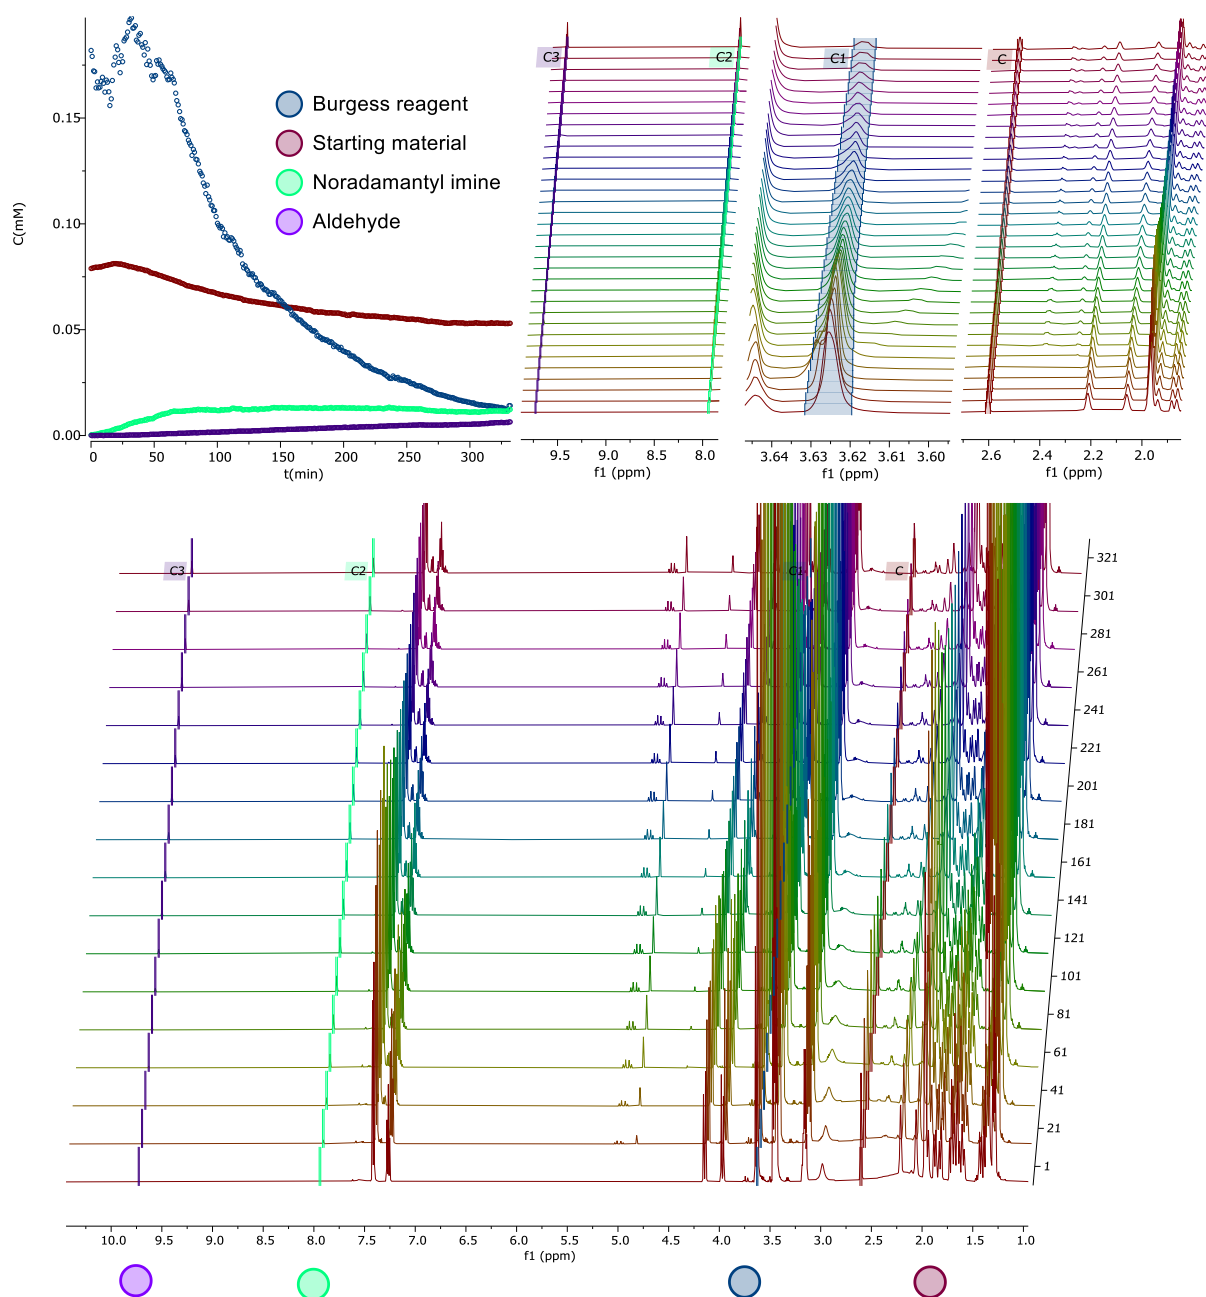 C(mM)
0.15
0.10
0.05
0.00
0 50 100 150 200 250 300
t(min)
Burgess reagent
Starting material
Noradamantyl imine
Aldehyde
C3 C2 C1 C
9.5 9.0 8.5 8.0
f1 (ppm)
3.64 3.63 3.62 3.61 3.60
f1 (ppm)
2.6 2.4 2.2 2.0
f1 (ppm)
C3 C2 C1 C
321
301
281
261
241
221
201
181
161
141
121
101
81
61
41
21
1
10.0 9.5 9.0 8.5 8.0 7.5 7.0 6.5 6.0 5.5 5.0 4.5 4.0 3.5 3.0 2.5 2.0 1.5 1.0
f1 (ppm)